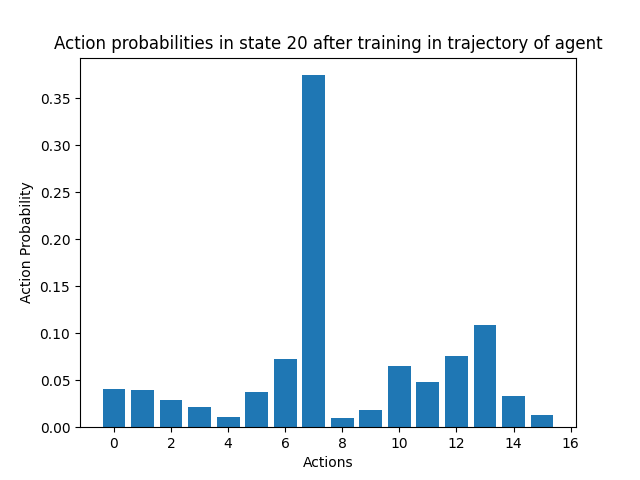 Action probabilities in state 20 after training in trajectory of agent
0.35
0.30
0.25
0.20
0.15
0.10
0.05
0.00
Action Probability
0 2 4 6 8 10 12 14 16
Actions